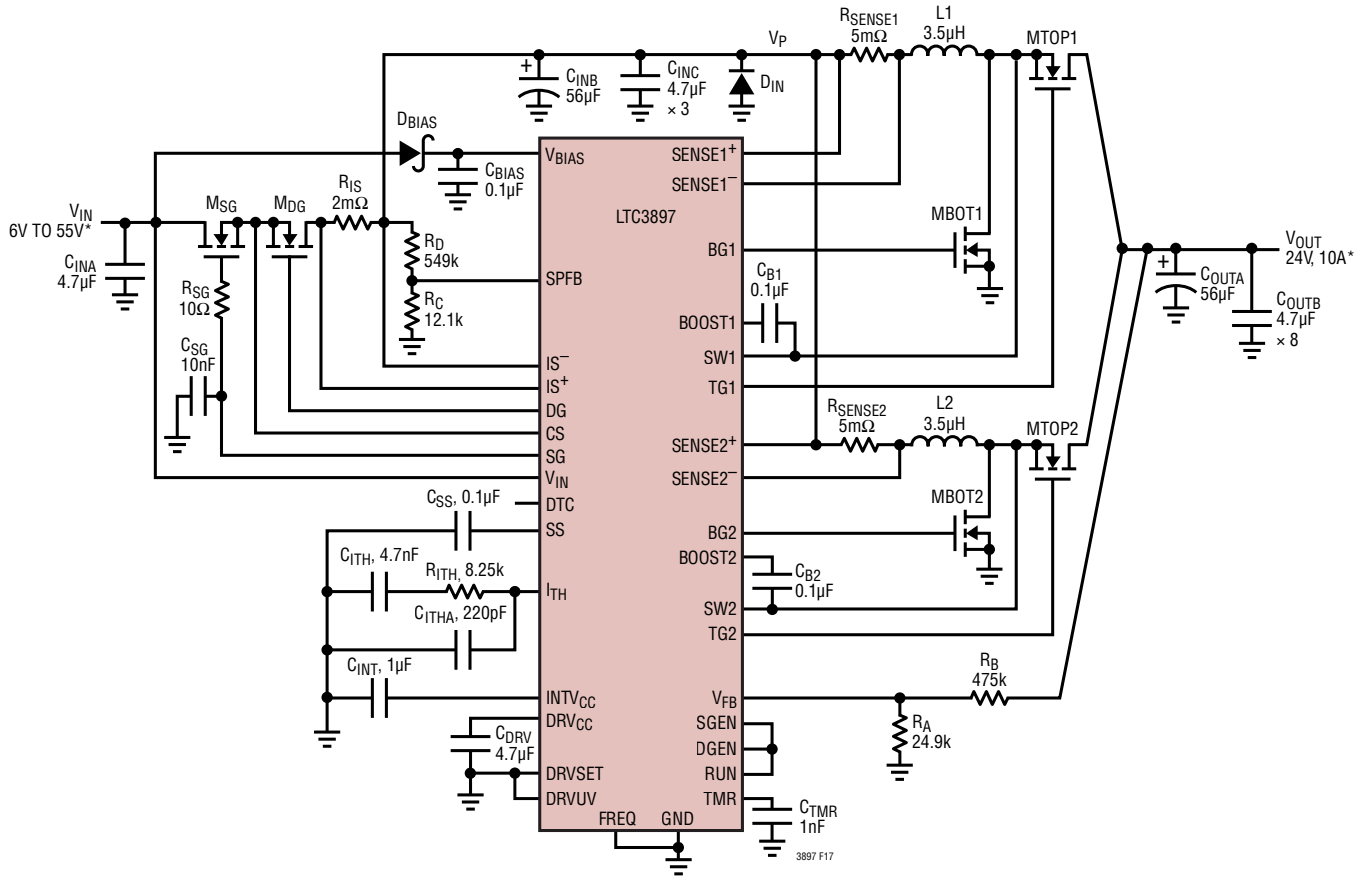 RSENSE1
5mΩ
L1
3.5µH
MTOP1
VP
+
CINB
56µF
CINC
4.7µF
× 3
DIN
DBIAS
VBIAS
CBIAS
0.1µF
SENSE1+
SENSE1–
LTC3897
VIN
6V TO 55V*
MSG
MDG
RIS
2mΩ
CINA
4.7µF
RSG
10Ω
CSG
10nF
RD
549k
RC
12.1k
SPFB
IS–
IS+
DG
CS
SG
VIN
DTC
SS
CSS, 0.1µF
CITH, 4.7nF
RITH, 8.25k
ITH
CITHA, 220pF
CINT, 1µF
INTVCC
DRVCC
CDRV
4.7µF
DRVSET
DRVUV
FREQ
GND
MBOT1
BG1
CB1
0.1µF
BOOST1
SW1
TG1
VOUT
24V, 10A*
+
COUTA
56µF
COUTB
4.7µF
× 8
RSENSE2
5mΩ
L2
3.5µH
MTOP2
SENSE2+
SENSE2–
MBOT2
BG2
BOOST2
CB2
0.1µF
SW2
TG2
RB
475k
VFB
RA
24.9k
SGEN
DGEN
RUN
TMR
CTMR
1nF
3897 F17